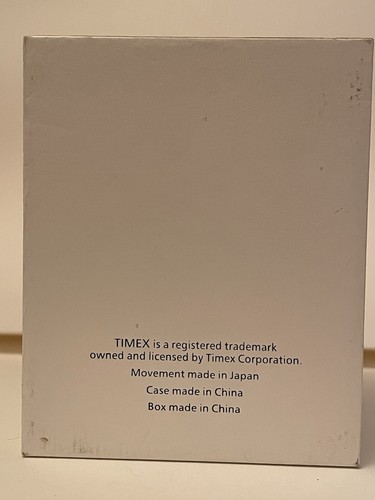 TIMEX is a registered trademark
owned and licensed by Timex Corporation.
Movement made in Japan
Case made in China
Box made in China